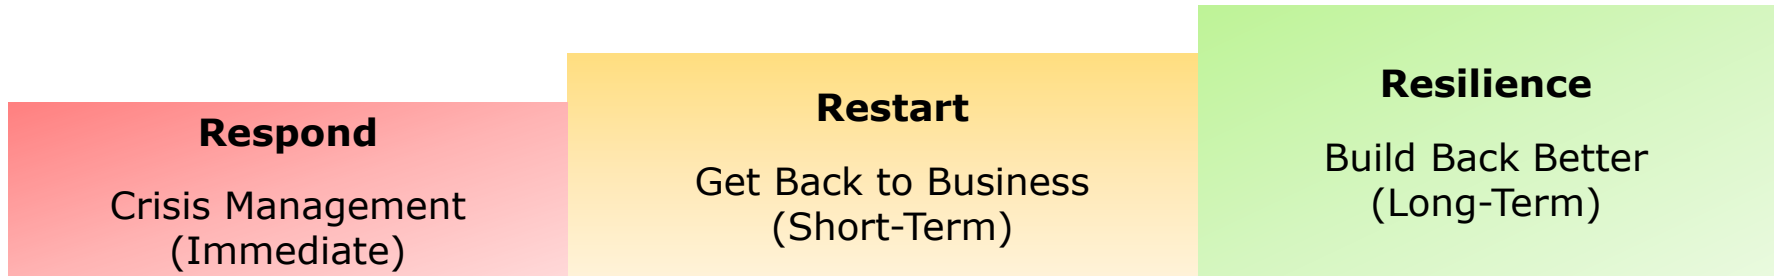 Respond
Crisis Management
(Immediate)
Restart
Get Back to Business
(Short-Term)
Resilience
Build Back Better
(Long-Term)